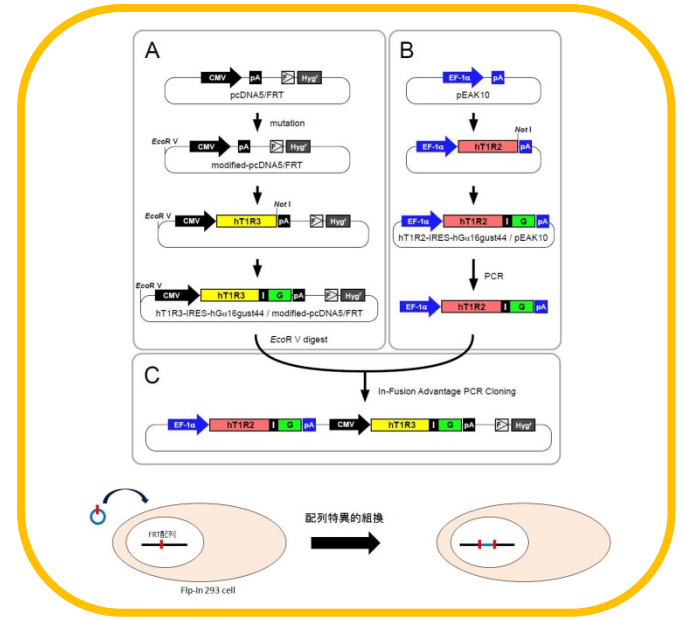 A
CMV pA F Hygʳ
pcDNA5/FRT
mutation
EcoR V
CMV pA F Hygʳ
modified-pcDNA5/FRT
Not I
EcoR V
CMV hT1R3 pA F Hygʳ
EcoR V
CMV hT1R3 I G pA F Hygʳ
hT1R3-IRES-hGα16gust44 / modified-pcDNA5/FRT
EcoR V digest
B
EF-1α pA
pEAK10
Not I
EF-1α hT1R2 pA
EF-1α hT1R2 I G pA
hT1R2-IRES-hGα16gust44 / pEAK10
PCR
EF-1α hT1R2 I G pA
C
In-Fusion Advantage PCR Cloning
EF-1α hT1R2 I G pA CMV hT1R3 I G pA F Hygʳ
FRT配列
Flp-In 293 cell
配列特異的組換